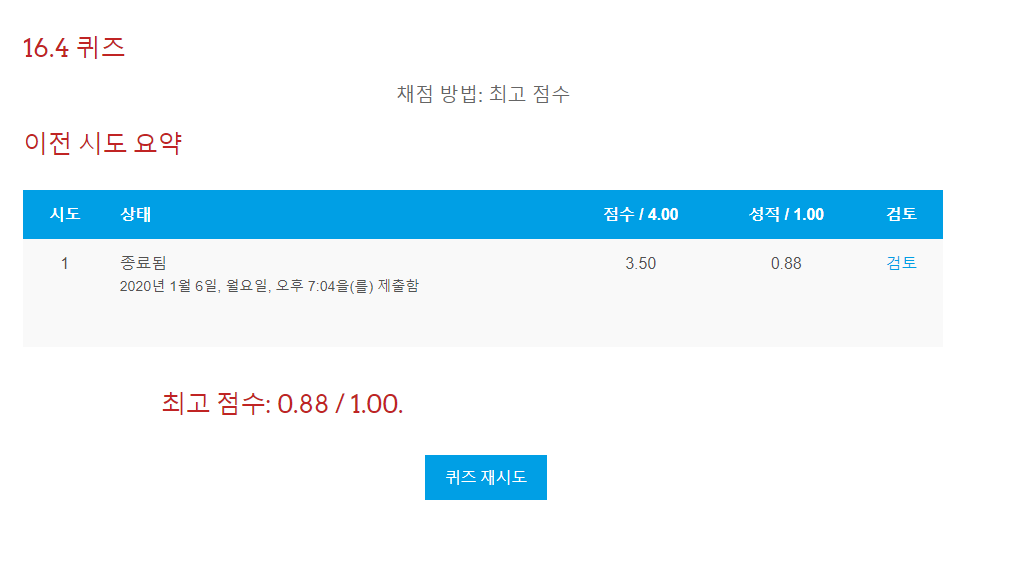 16.4 퀴즈
채점 방법: 최고 점수
이전 시도 요약
시도 상태 점수 / 4.00 성적 / 1.00 검토
1 종료됨 3.50 0.88 검토
2020년 1월 6일, 월요일, 오후 7:04을(를) 제출함
최고 점수: 0.88 / 1.00.
퀴즈 재시도